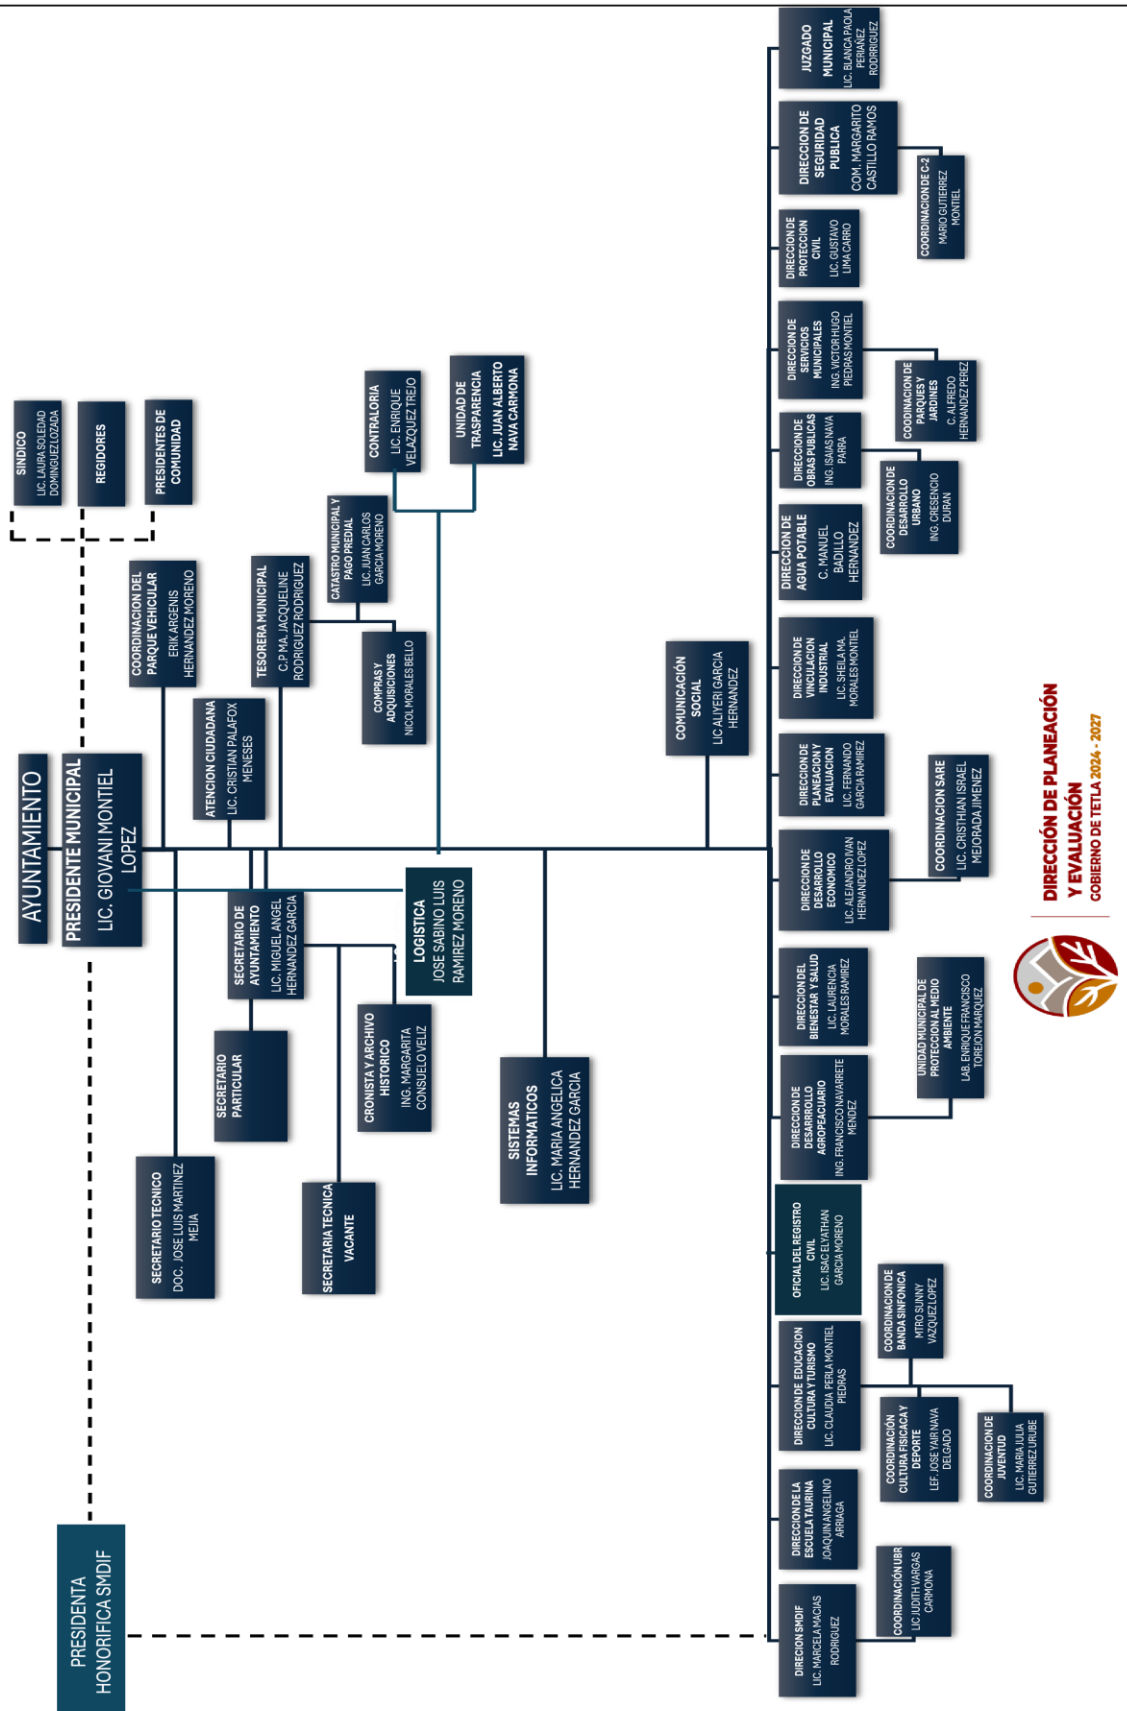 AYUNTAMIENTO
PRESIDENTE MUNICIPAL
LIC. GIOVANI MONTIEL
LOPEZ
PRESIDENTA
HONORIFICA SMDIF
SINDICO
LIC. LAURA SOLEDAD
DOMINGUEZ LOZADA
REGIDORES
PRESIDENTES DE
COMUNIDAD
COORDINACION DEL
PARQUE VEHICULAR
ERIK ARGENIS
HERNANDEZ MORENO
SECRETARIO TECNICO
DOC. JOSE LUIS MARTINEZ
MEJIA
ATENCION CIUDADANA
LIC. CRISTIAN PALAFOX
MENESES
SECRETARIO
PARTICULAR
SECRETARIO DE
AYUNTAMIENTO
LIC. MIGUEL ANGEL
HERNANDEZ GARCIA
TESORERA MUNICIPAL
C.P MA. JACQUELINE
RODRIGUEZ RODRIGUEZ
SECRETARIA TECNICA
VACANTE
CRONISTA Y ARCHIVO
HISTORICO
ING. MARGARITA
CONSUELO VELIZ
CATASTRO MUNICIPAL Y
PAGO PREDIAL
LIC. JUAN CARLOS
GARCIA MORENO
COMPRAS Y
ADQUISICIONES
NICOL MORALES BELLO
CONTRALORIA
LIC. ENRIQUE
VELAZQUEZ TREJO
UNIDAD DE
TRASPARENCIA
LIC. JUAN ALBERTO
NAVA CARMONA
LOGISTICA
JOSE SABINO LUIS
RAMIREZ MORENO
SISTEMAS
INFORMATICOS
LIC. MARIA ANGELICA
HERNANDEZ GARCIA
COMUNICACIÓN
SOCIAL
LIC ALIYERI GARCIA
HERNANDEZ
DIRECION SMDIF
LIC. MARCELA MACIAS
RODRIGUEZ
DIRECCION DE LA
ESCUELA TAURINA
JOAQUIN ANGELINO
ARRIAGA
DIRECCION DE EDUCACION
CULTURA Y TURISMO
LIC. CLAUDIA PERLA MONTIEL
PIEDRAS
OFICIAL DEL REGISTRO
CIVIL
LIC. ISAC ELYATHAN
GARCIA MORENO
DIRECCION DE
DESARRROLLO
AGROPEACUARIO
ING. FRANCISCO NAVARRETE
MENDEZ
DIRECCION DEL
BIENESTAR Y SALUD
LIC. LAURENCIA
MORALES RAMIREZ
DIRECCION DE
DESARROLLO
ECONOMICO
LIC. ALEJANDRO IVAN
HERNANDEZ LOPEZ
DIRECCION DE
PLANEACION Y
EVALUACION
LIC. FERNANDO
GARCIA RAMIREZ
DIRECCION DE
VINCULACION
INDUSTRIAL
LIC. SHEILA MA.
MORALES MONTIEL
DIRECCION DE
AGUA POTABLE
C. MANUEL
BADILLO
HERNANDEZ
DIRECCION DE
OBRAS PUBLICAS
ING. ISAIAS NAVA
PARRA
DIRECCION DE
SERVICIOS
MUNICIPALES
ING. VICTOR HUGO
PIEDRAS MONTIEL
DIRECCION DE
PROTECCION
CIVIL
LIC. GUSTAVO
LIMA CARRO
DIRECCION DE
SEGURIDAD
PUBLICA
COM. MARGARITO
CASTILLO RAMOS
JUZGADO
MUNICIPAL
LIC. BLANCA PAOLA
PERIAÑEZ
RODRRIGUEZ
COORDINACIÓN UBR
LIC JUDITH VARGAS
CARMONA
COORDINACIÓN
CULTURA FISICACA Y
DEPORTE
LEF. JOSE YAIR NAVA
DELGADO
COORDINACION DE
BANDA SINFONICA
MTRO SUNNY
VAZQUEZ LOPEZ
COORDINACION DE
JUVENTUD
LIC. MARIA JULIA
GUTIERREZ URUBE
UNIDAD MUNICIPAL DE
PROTECCION AL MEDIO
AMBIENTE
LAB. ENRIQUE FRANCISCO
TOREJON MARQUEZ
COORDINACION SARE
LIC. CRISTHIAN ISRAEL
MEJORADA JIMENEZ
COORDINACION DE
DESARROLLO
URBANO
ING. CRESENCIO
DURAN
COODINACION DE
PARQUES Y
JARDINES
C. ALFREDO
HERNANDEZ PEREZ
COORDINACION DE C-2
MARIO GUTIERREZ
MONTIEL
DIRECCIÓN DE PLANEACIÓN
Y EVALUACIÓN
GOBIERNO DE TETLA 2024 - 2027